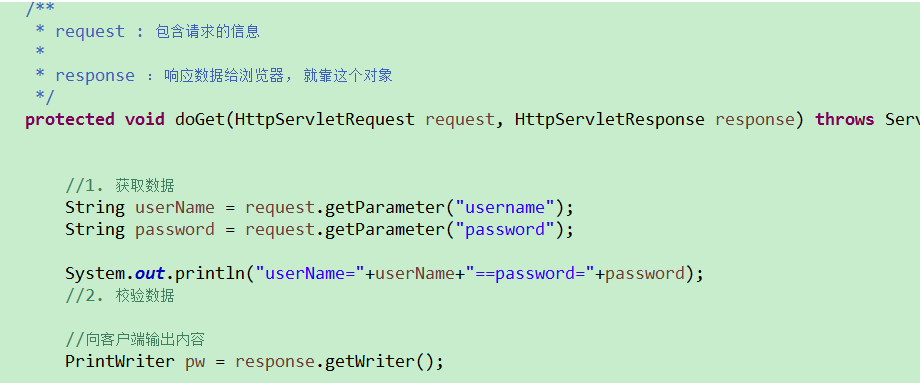 /**
* request : 包含请求的信息
*
* response : 响应数据给浏览器, 就靠这个对象
*/
protected void doGet(HttpServletRequest request, HttpServletResponse response) throws Serv
//1. 获取数据
String userName = request.getParameter("username");
String password = request.getParameter("password");
System.out.println("userName="+userName+"==password="+password);
//2. 校验数据
//向客户端输出内容
PrintWriter pw = response.getWriter();